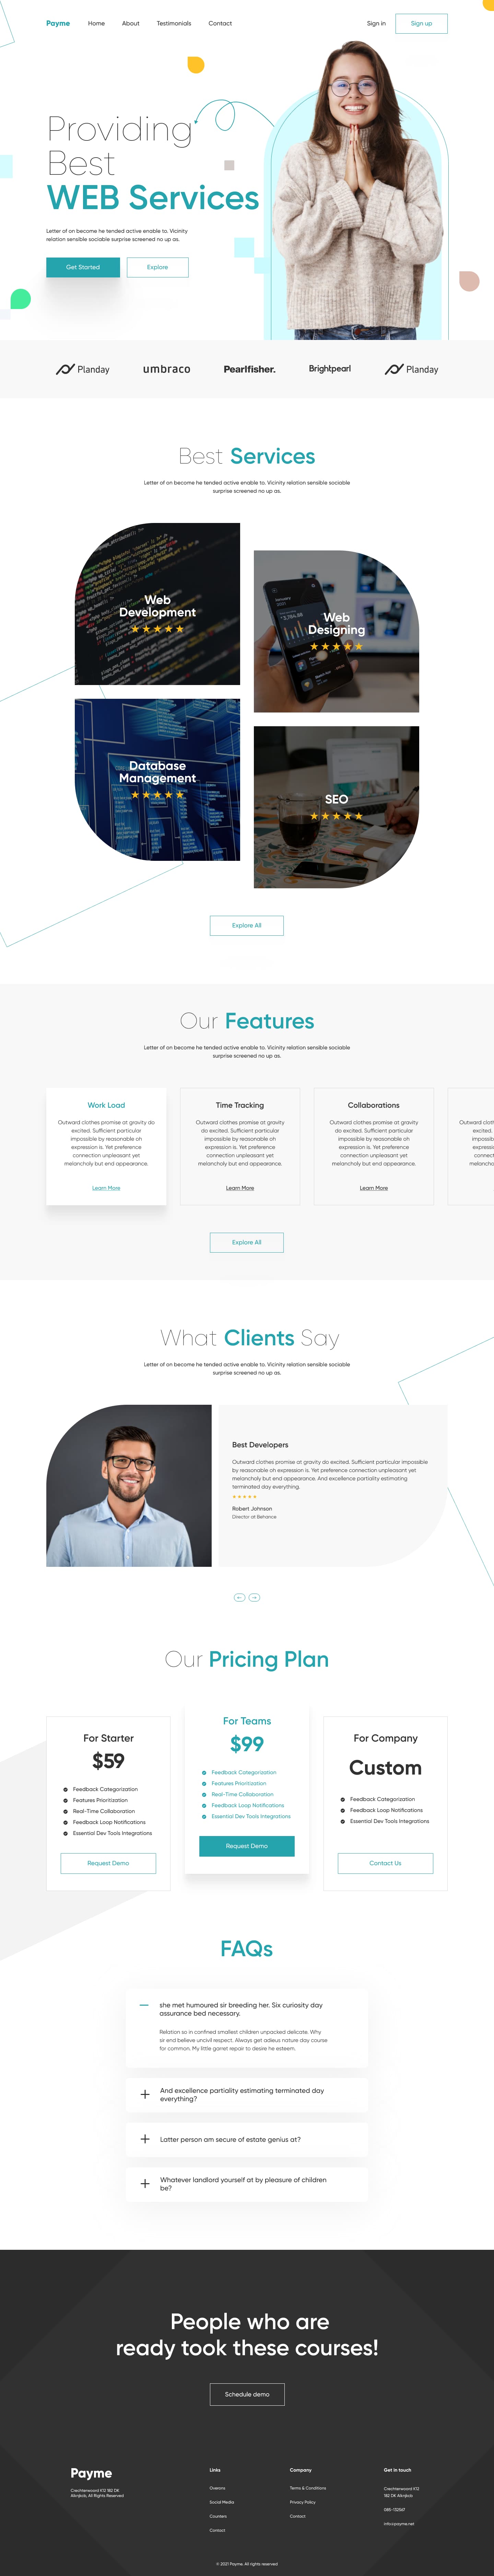 Payme Home About Testimonials Contact Sign in Sign up
Providing
Best
WEB Services
Letter of on become he tended active enable to. Vicinity
relation sensible sociable surprise screened no up as.
Get Started Explore
Planday umbraco Pearlfisher. Brightpearl Planday
Best Services
Letter of on become he tended active enable to. Vicinity relation sensible sociable
surprise screened no up as.
Web
Development
Web
Designing
Database
Management
SEO
Explore All
Our Features
Letter of on become he tended active enable to. Vicinity relation sensible sociable
surprise screened no up as.
Work Load
Outward clothes promise at gravity do
excited. Sufficient particular
impossible by reasonable oh
expression is. Yet preference
connection unpleasant yet
melancholy but end appearance.
Learn More
Time Tracking
Outward clothes promise at gravity
do excited. Sufficient particular
impossible by reasonable oh
expression is. Yet preference
connection unpleasant yet
melancholy but end appearance.
Learn More
Collaborations
Outward clothes promise at gravity
do excited. Sufficient particular
impossible by reasonable oh
expression is. Yet preference
connection unpleasant yet
melancholy but end appearance.
Learn More
Outward cloth
excited.
impossib
expressi
connect
melancho
Explore All
What Clients Say
Letter of on become he tended active enable to. Vicinity relation sensible sociable
surprise screened no up as.
Best Developers
Outward clothes promise at gravity do excited. Sufficient particular impossible
by reasonable oh expression is. Yet preference connection unpleasant yet
melancholy but end appearance. And excellence partiality estimating
terminated day everything.
Robert Johnson
Director at Behance
Our Pricing Plan
For Starter
$59
Feedback Categorization
Features Prioritization
Real-Time Collaboration
Feedback Loop Notifications
Essential Dev Tools Integrations
Request Demo
For Teams
$99
Feedback Categorization
Features Prioritization
Real-Time Collaboration
Feedback Loop Notifications
Essential Dev Tools Integrations
Request Demo
For Company
Custom
Feedback Categorization
Feedback Loop Notifications
Essential Dev Tools Integrations
Contact Us
FAQs
she met humoured sir breeding her. Six curiosity day
assurance bed necessary.
Relation so in confined smallest children unpacked delicate. Why
sir end believe uncivil respect. Always get adieus nature day course
for common. My little garret repair to desire he esteem.
And excellence partiality estimating terminated day
everything?
Latter person am secure of estate genius at?
Whatever landlord yourself at by pleasure of children
be?
People who are
ready took these courses!
Schedule demo
Payme
Crechterwoord K12 182 DK
Alknjkcb, All Rights Reserved
Links
Overons
Social Media
Counters
Contact
Company
Terms & Conditions
Privacy Policy
Contact
Get in touch
Crechterwoord K12
182 DK Alknjkcb
085-132567
info@payme.net
© 2021 Payme. All rights reserved